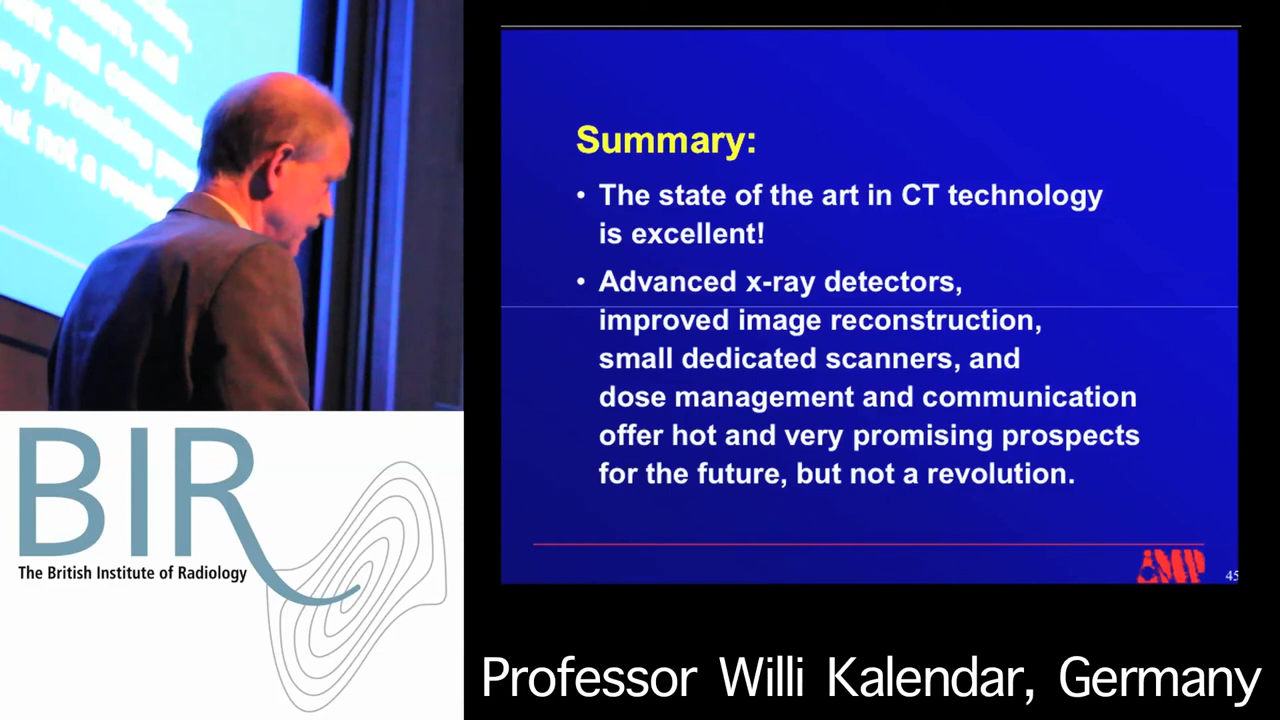 Summary:
• The state of the art in CT technology
is excellent!
• Advanced x-ray detectors,
improved image reconstruction,
small dedicated scanners, and
dose management and communication
offer hot and very promising prospects
for the future, but not a revolution.
iMP
45
BIR
The British Institute of Radiology
Professor Willi Kalendar, Germany